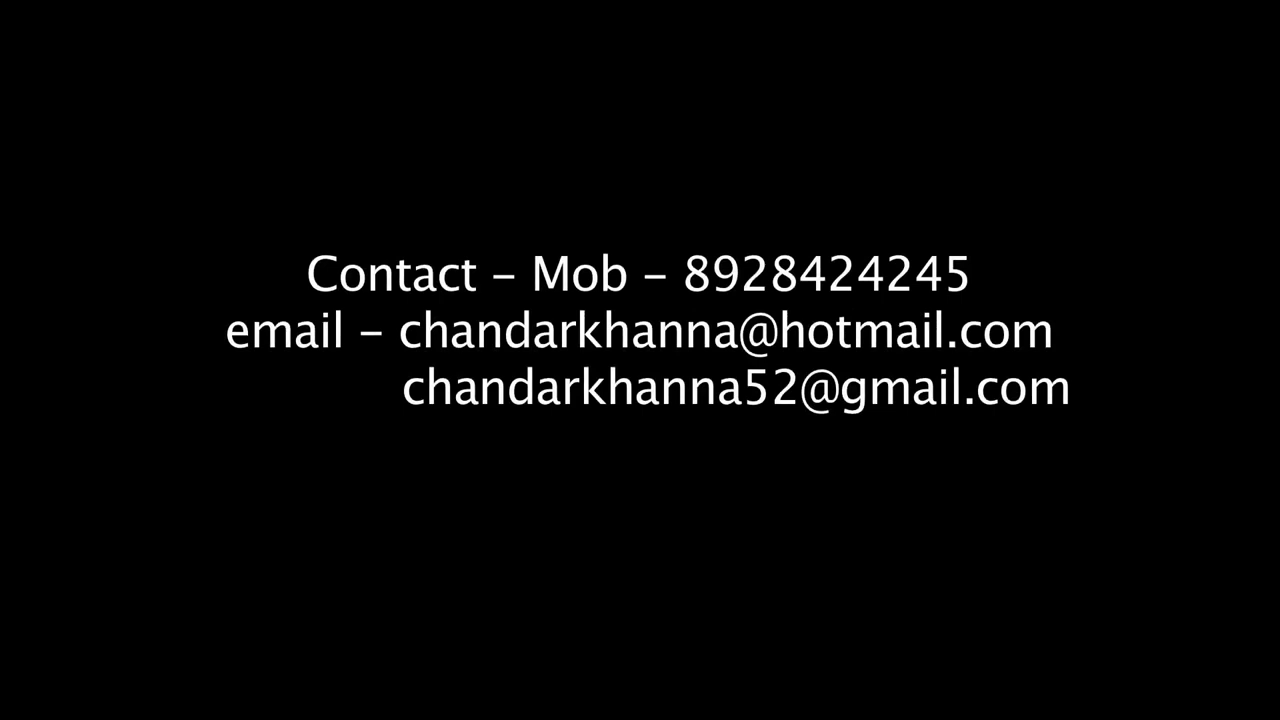 Contact – Mob – 8928424245
email – chandarkhanna@hotmail.com
chandarkhanna52@gmail.com